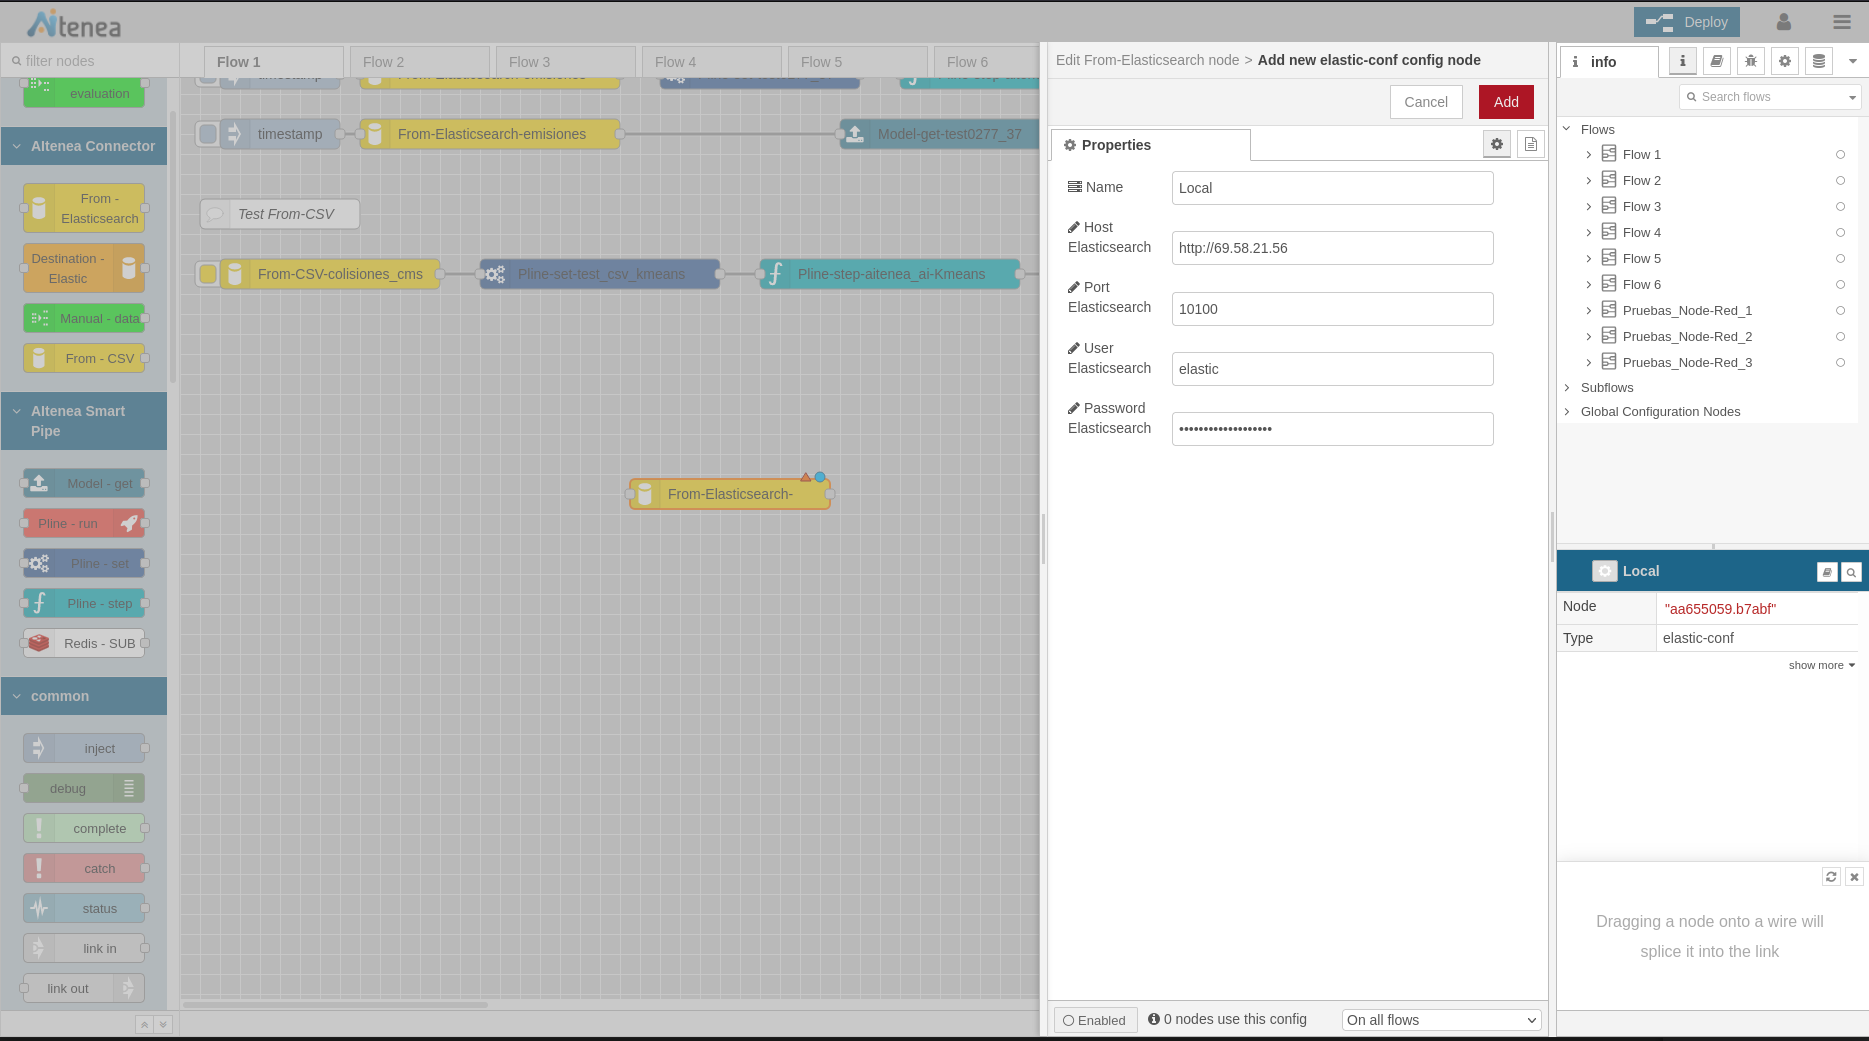 Aitenea
Deploy
filter nodes
Flow 1
Flow 2
Flow 3
Flow 4
Flow 5
Flow 6
evaluation
Altenea Connector
From -
Elasticsearch
Destination -
Elastic
Manual - data
From - CSV
Altenea Smart
Pipe
Model - get
Pline - run
Pline - set
Pline - step
Redis - SUB
common
inject
debug
complete
catch
status
link in
link out
timestamp
From-Elasticsearch-emisiones
timestamp
From-Elasticsearch-emisiones
Model-get-test0277_37
Test From-CSV
From-CSV-colisiones_cms
Pline-set-test_csv_kmeans
Pline-step-aitenea_ai-Kmeans
From-Elasticsearch-
Edit From-Elasticsearch node > Add new elastic-conf config node
Cancel
Add
Properties
Name
Local
Host
Elasticsearch
http://69.58.21.56
Port
Elasticsearch
10100
User
Elasticsearch
elastic
Password
Elasticsearch
•••••••••••••••••••
Enabled
0 nodes use this config
On all flows
info
Search flows
Flows
Flow 1
Flow 2
Flow 3
Flow 4
Flow 5
Flow 6
Pruebas_Node-Red_1
Pruebas_Node-Red_2
Pruebas_Node-Red_3
Subflows
Global Configuration Nodes
Local
Node "aa655059.b7abf"
Type elastic-conf
show more
Dragging a node onto a wire will
splice it into the link